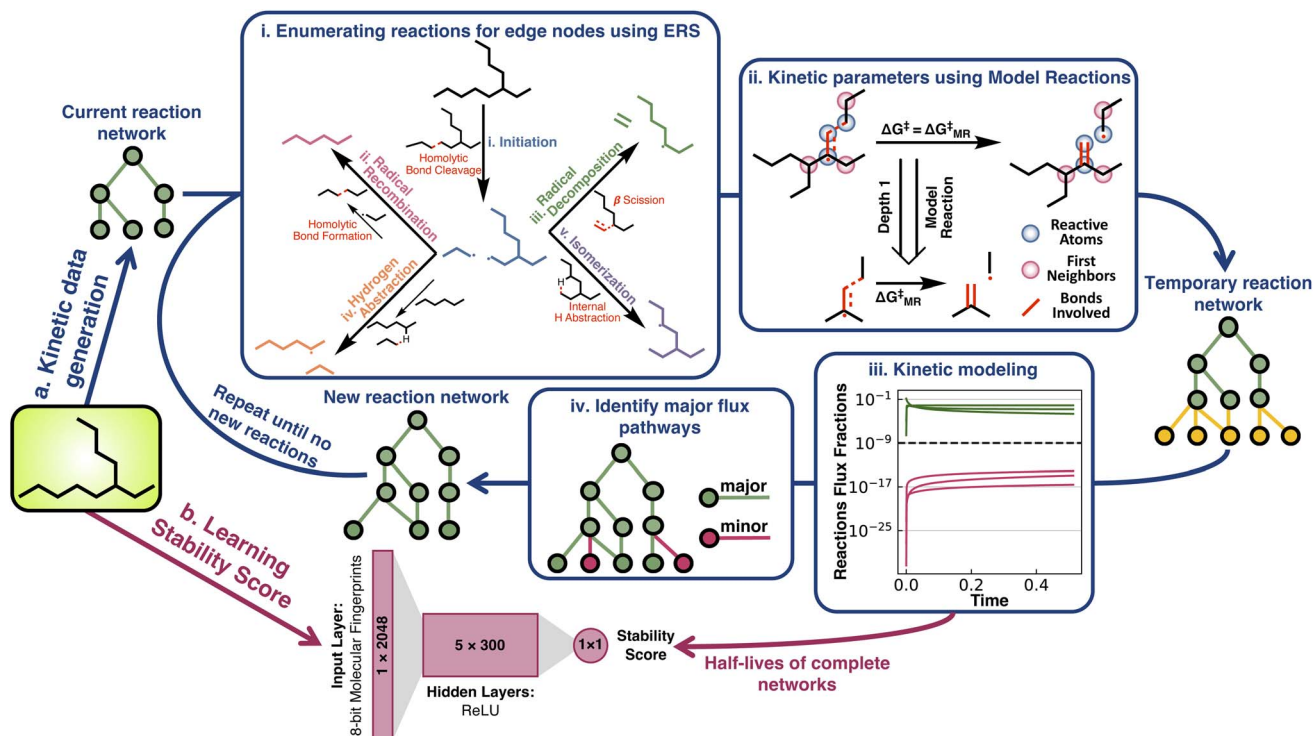 i. Enumerating reactions for edge nodes using ERS
i. Initiation
Homolytic
Bond Cleavage
ii. Radical
Recombination
Homolytic
Bond Formation
iii. Radical
Decomposition
β Scission
iv. Hydrogen
Abstraction
H
v. Isomerization
H
Internal
H Abstraction
ii. Kinetic parameters using Model Reactions
ΔG‡ = ΔG‡MR
Depth 1
Model
Reaction
ΔG‡MR
Reactive
Atoms
First
Neighbors
Bonds
Involved
Current reaction
network
Temporary reaction
network
a. Kinetic data
generation
Repeat until no
new reactions
New reaction network
iv. Identify major flux
pathways
major
minor
iii. Kinetic modeling
Reactions Flux Fractions
10−1
10−9
10−17
10−25
0.0
0.2
0.4
Time
b. Learning
Stability Score
Input Layer:
8-bit Molecular Fingerprints
1 × 2048
5 × 300
Hidden Layers:
ReLU
1×1
Stability
Score
Half-lives of complete
networks